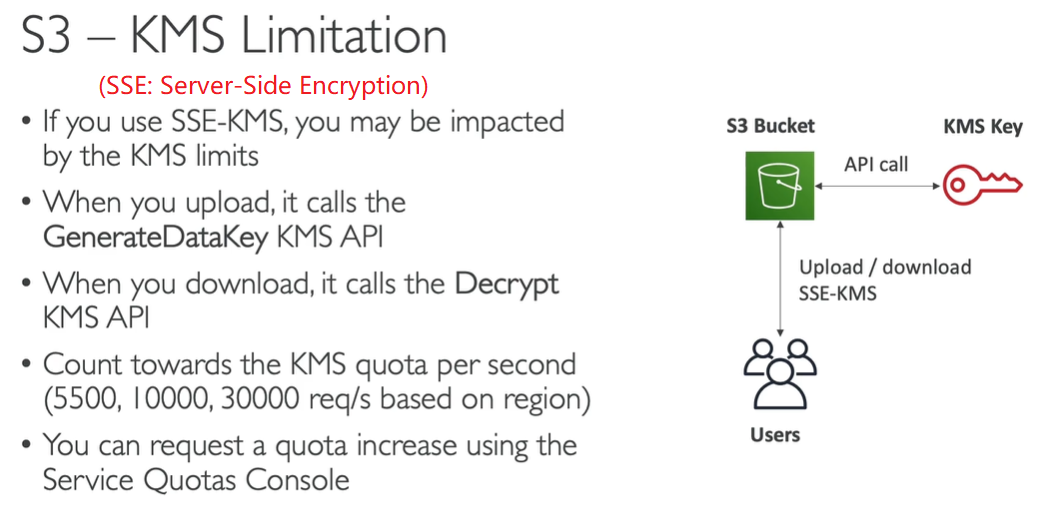 S3 – KMS Limitation
(SSE: Server-Side Encryption)
• If you use SSE-KMS, you may be impacted
by the KMS limits
• When you upload, it calls the
GenerateDataKey KMS API
• When you download, it calls the Decrypt
KMS API
• Count towards the KMS quota per second
(5500, 10000, 30000 req/s based on region)
• You can request a quota increase using the
Service Quotas Console
S3 Bucket
KMS Key
API call
Upload / download
SSE-KMS
Users